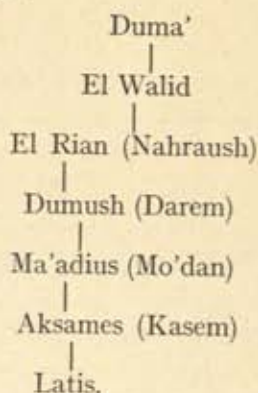 Duma’
El Walid
El Rian (Nahraush)
Dumush (Darem)
Ma’adius (Mo’dan)
Aksames (Kasem)
Latis.